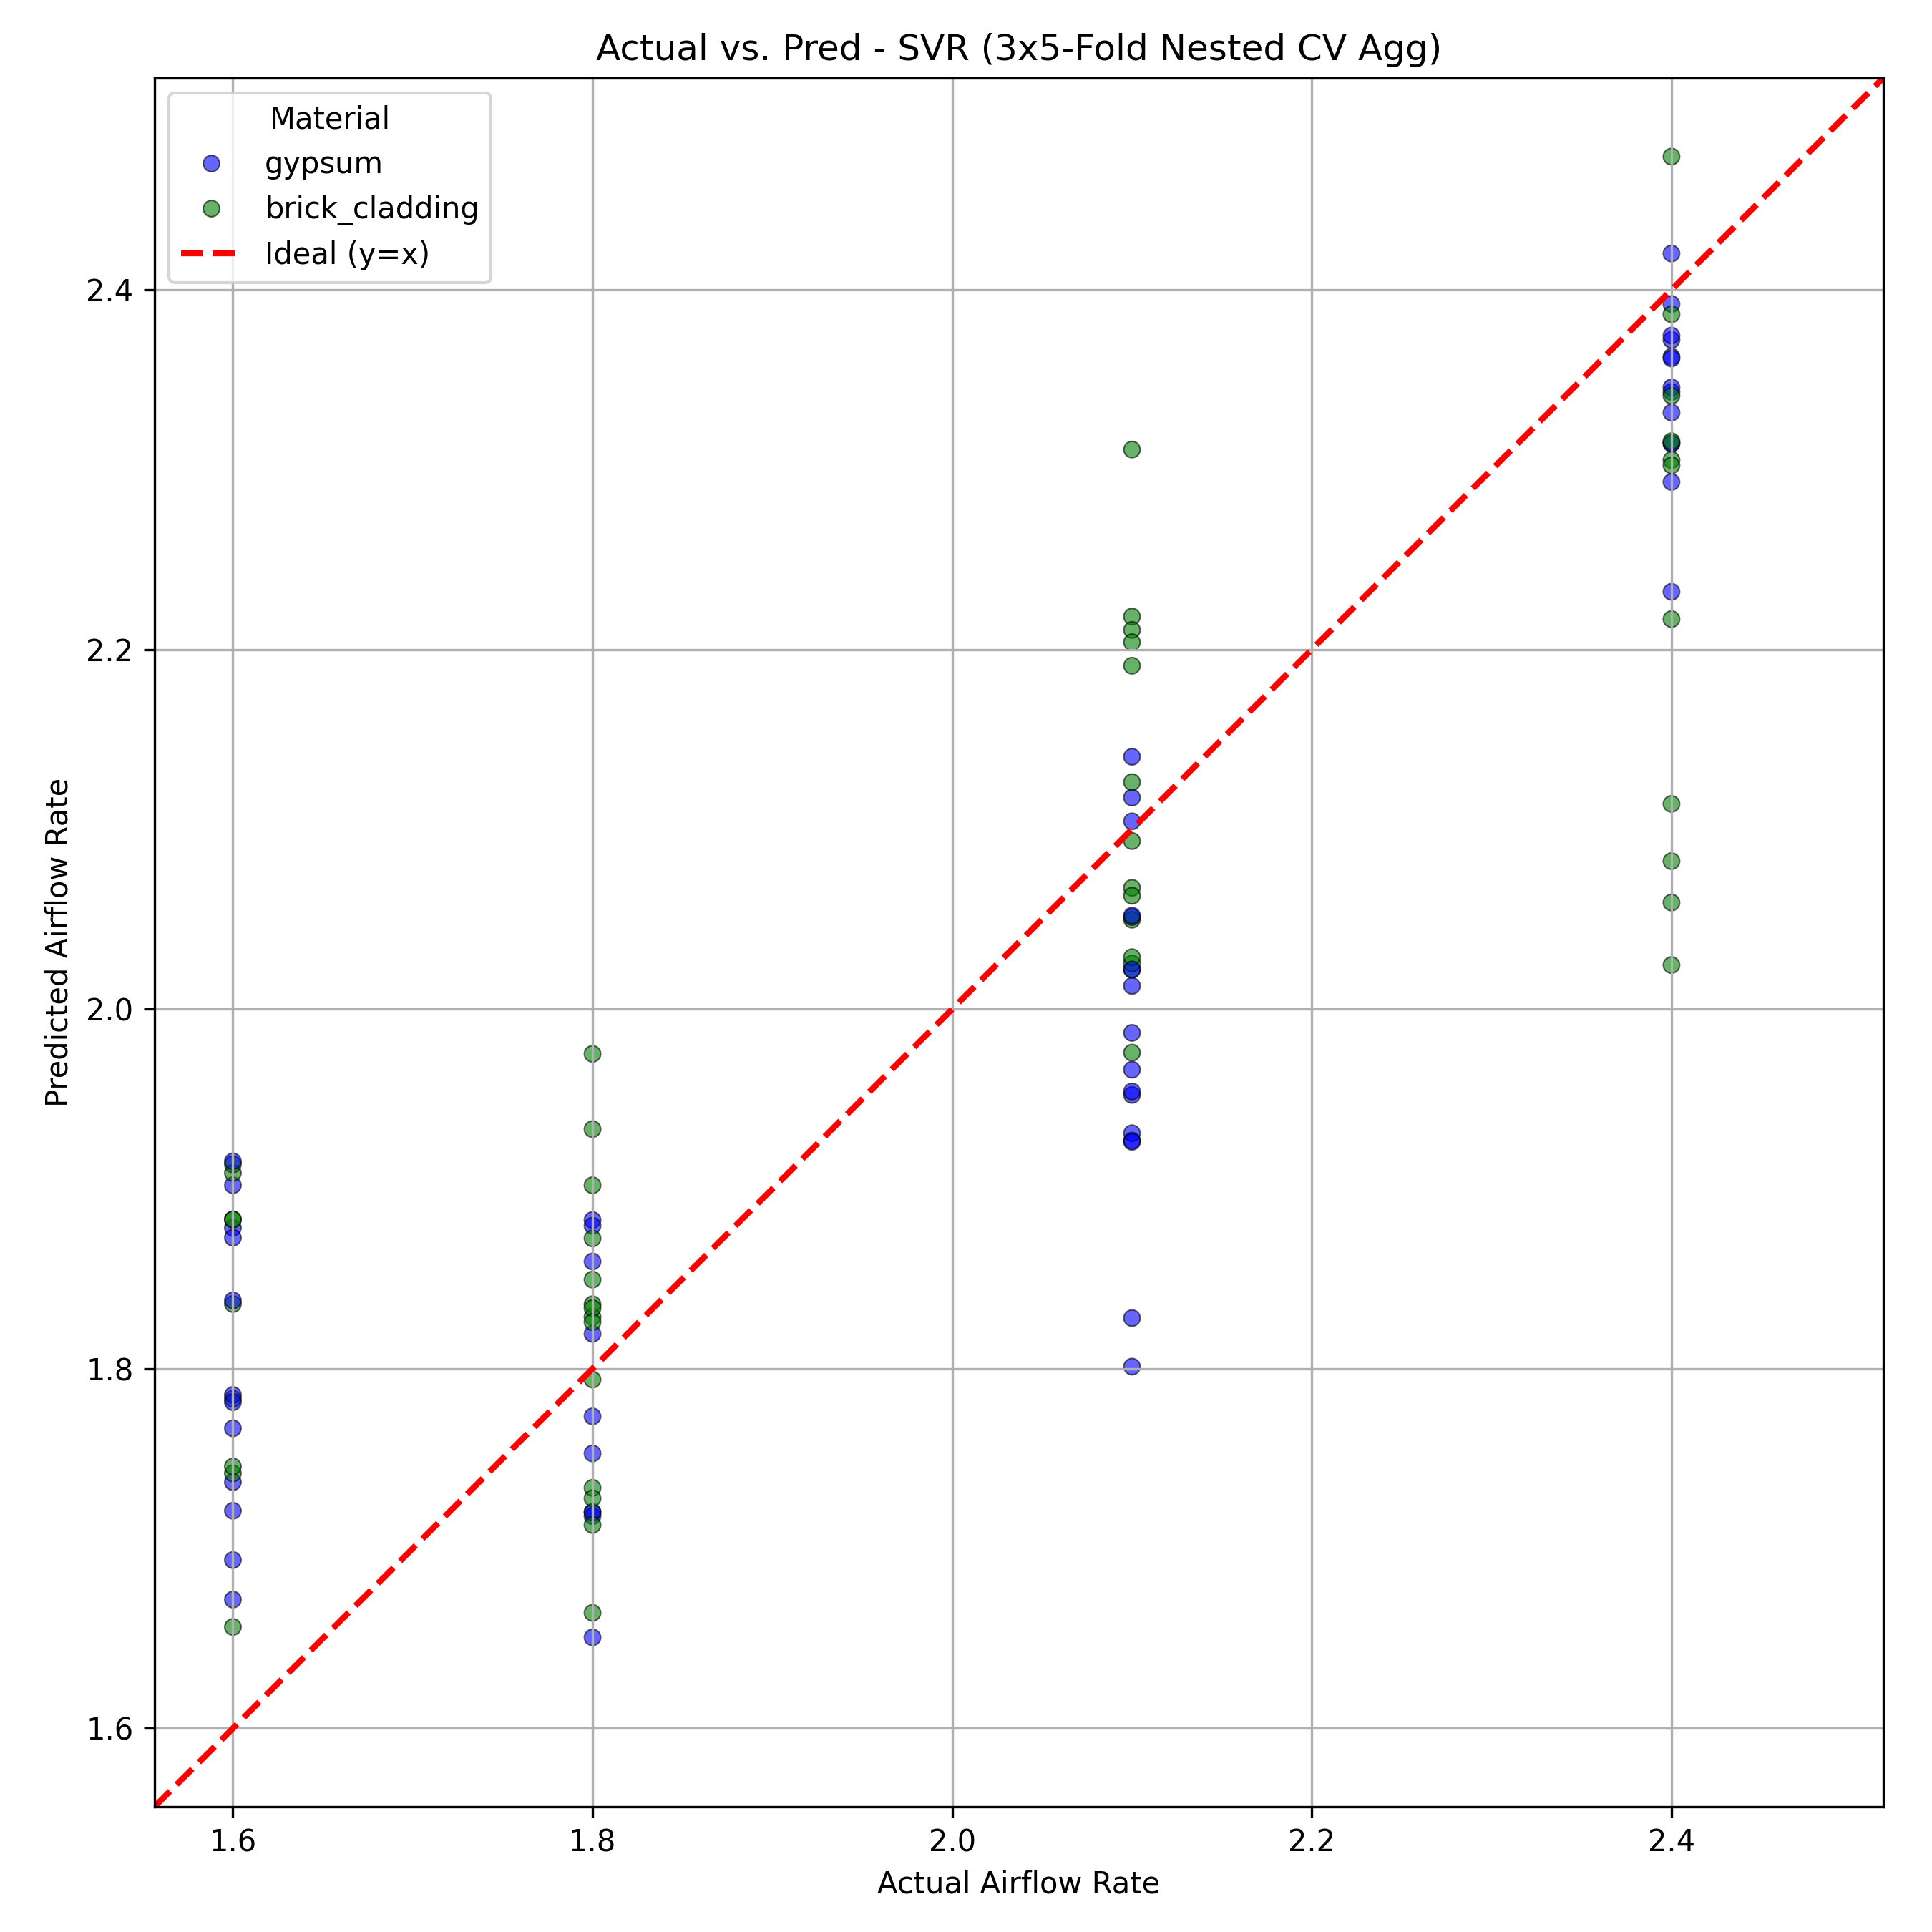 Actual vs. Pred - SVR (3x5-Fold Nested CV Agg)
Material
gypsum
brick_cladding
Ideal (y=x)
2.4
2.2
2.0
1.8
1.6
Predicted Airflow Rate
1.6 1.8 2.0 2.2 2.4
Actual Airflow Rate